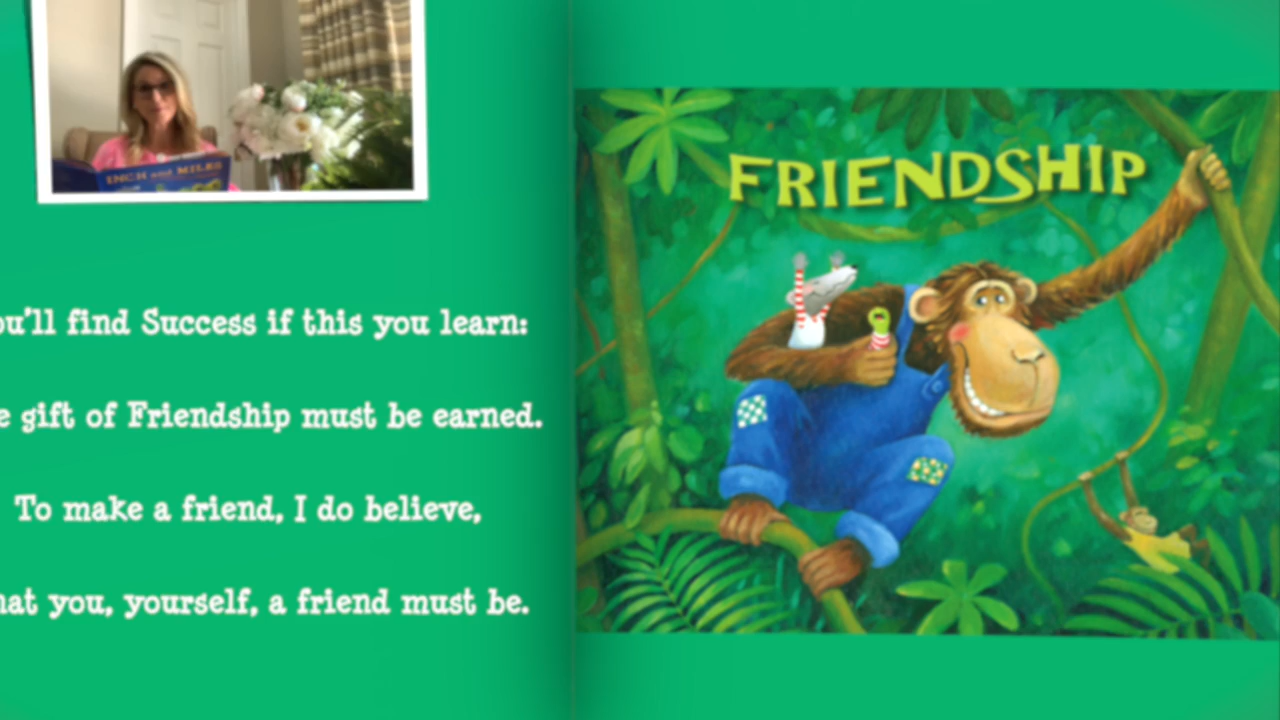 INCH and MILES
ou'll find Success if this you learn:
e gift of Friendship must be earned.
To make a friend, I do believe,
hat you, yourself, a friend must be.
FRIENDSHIP